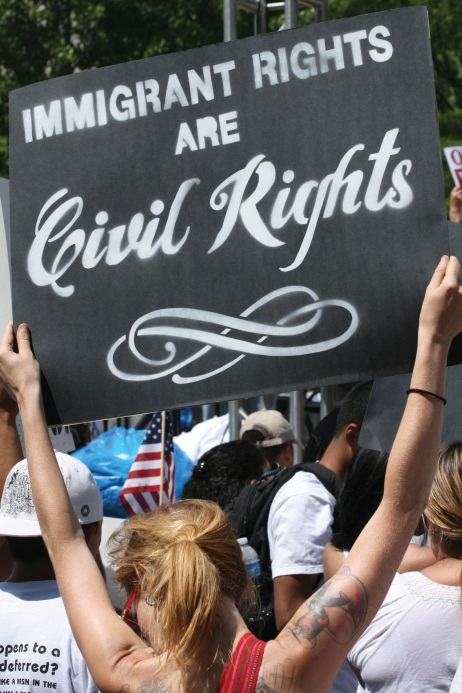 IMMIGRANT RIGHTS
ARE
Civil Rights
ppens to a
deferred?